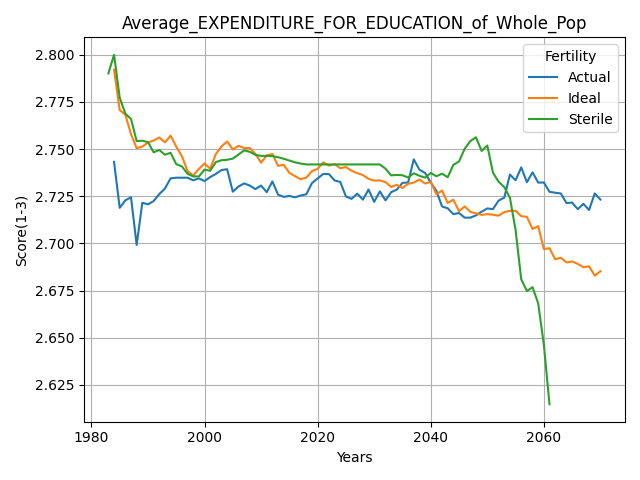 Average_EXPENDITURE_FOR_EDUCATION_of_Whole_Pop
Fertility
Actual
Ideal
Sterile
Score(1-3)
2.800
2.775
2.750
2.725
2.700
2.675
2.650
2.625
1980 2000 2020 2040 2060
Years